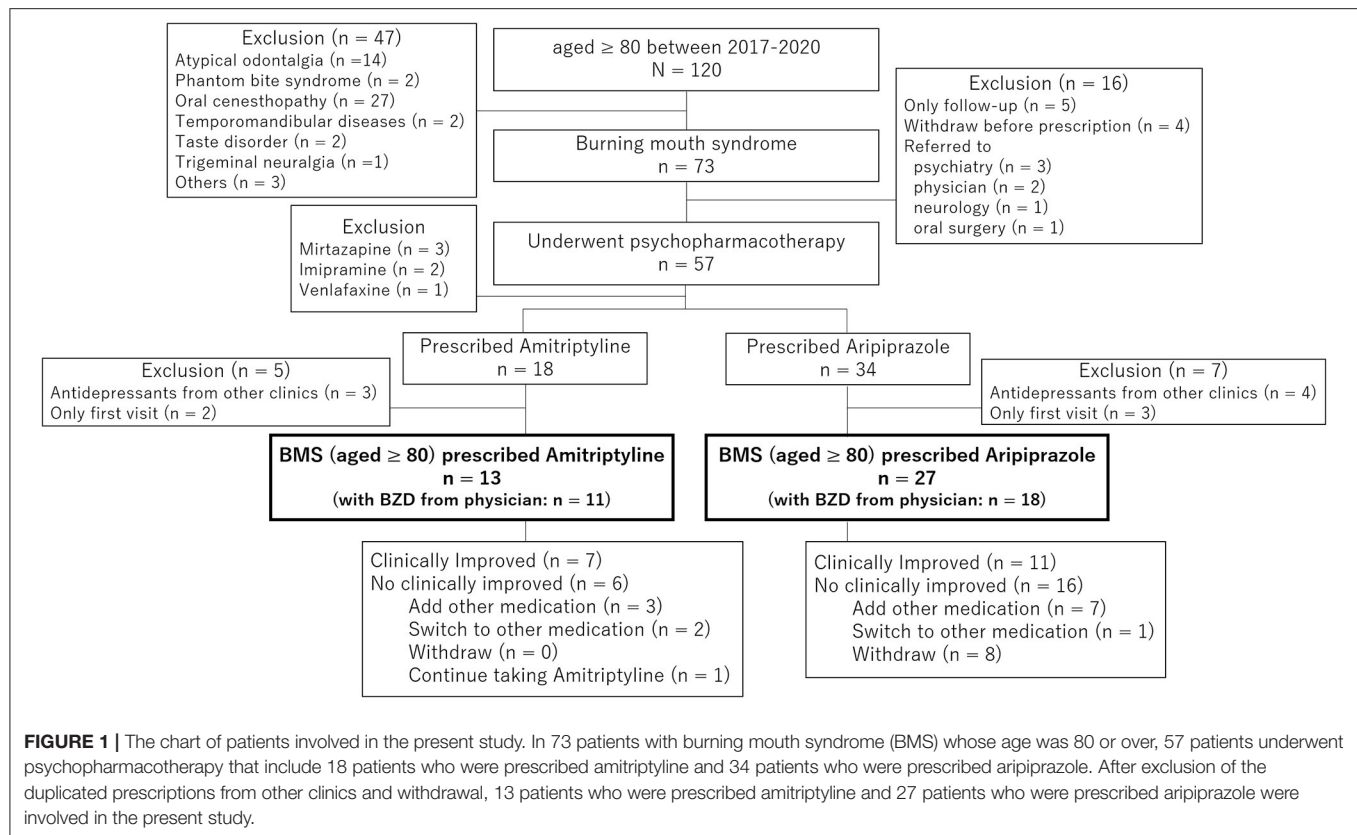 Exclusion (n = 47)
Atypical odontalgia (n =14)
Phantom bite syndrome (n = 2)
Oral cenesthopathy (n = 27)
Temporomandibular diseases (n = 2)
Taste disorder (n = 2)
Trigeminal neuralgia (n =1)
Others (n = 3)
aged ≥ 80 between 2017-2020
N = 120
Exclusion (n = 16)
Only follow-up (n = 5)
Withdraw before prescription (n = 4)
Referred to
psychiatry (n = 3)
physician (n = 2)
neurology (n = 1)
oral surgery (n = 1)
Burning mouth syndrome
n = 73
Exclusion
Mirtazapine (n = 3)
Imipramine (n = 2)
Venlafaxine (n = 1)
Underwent psychopharmacotherapy
n = 57
Prescribed Amitriptyline
n = 18
Prescribed Aripiprazole
n = 34
Exclusion (n = 5)
Antidepressants from other clinics (n = 3)
Only first visit (n = 2)
Exclusion (n = 7)
Antidepressants from other clinics (n = 4)
Only first visit (n = 3)
BMS (aged ≥ 80) prescribed Amitriptyline
n = 13
(with BZD from physician: n = 11)
BMS (aged ≥ 80) prescribed Aripiprazole
n = 27
(with BZD from physician: n = 18)
Clinically Improved (n = 7)
No clinically improved (n = 6)
Add other medication (n = 3)
Switch to other medication (n = 2)
Withdraw (n = 0)
Continue taking Amitriptyline (n = 1)
Clinically improved (n = 11)
No clinically improved (n = 16)
Add other medication (n = 7)
Switch to other medication (n = 1)
Withdraw (n = 8)
FIGURE 1 | The chart of patients involved in the present study. In 73 patients with burning mouth syndrome (BMS) whose age was 80 or over, 57 patients underwent
psychopharmacotherapy that include 18 patients who were prescribed amitriptyline and 34 patients who were prescribed aripiprazole. After exclusion of the
duplicated prescriptions from other clinics and withdrawal, 13 patients who were prescribed amitriptyline and 27 patients who were prescribed aripiprazole were
involved in the present study.